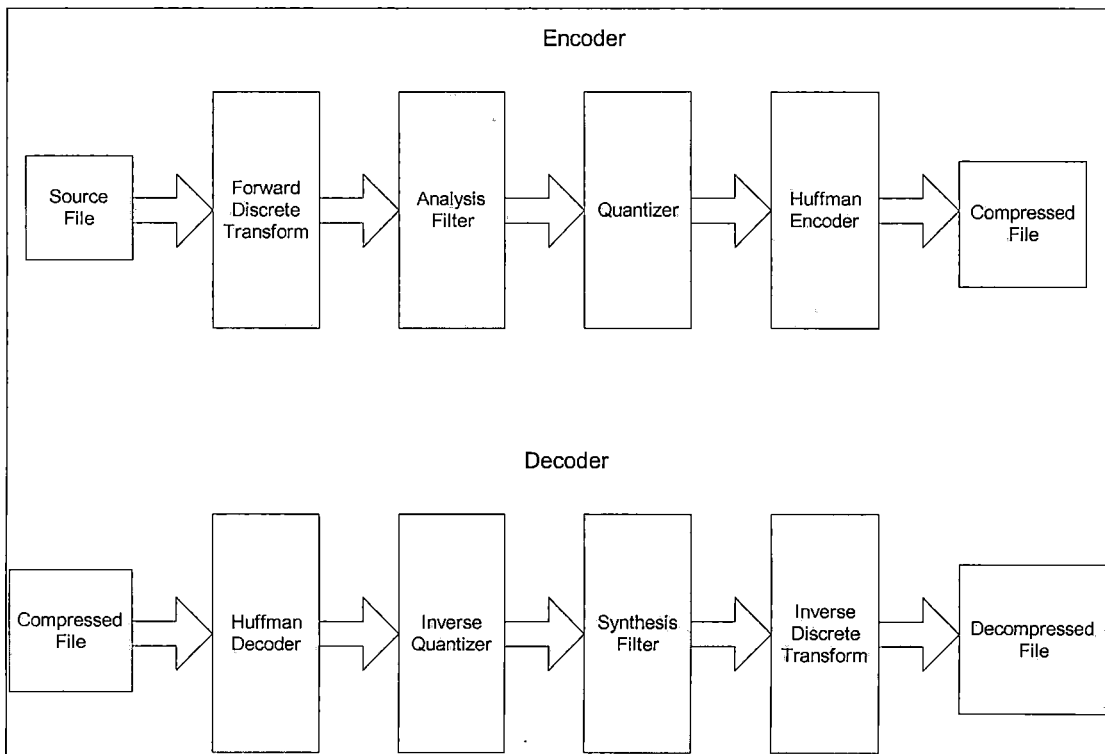 Encoder
Source
File
Forward
Discrete
Transform
Analysis
Filter
Quantizer
Huffman
Encoder
Compressed
File
Decoder
Compressed
File
Huffman
Decoder
Inverse
Quantizer
Synthesis
Filter
Inverse
Discrete
Transform
Decompressed
File